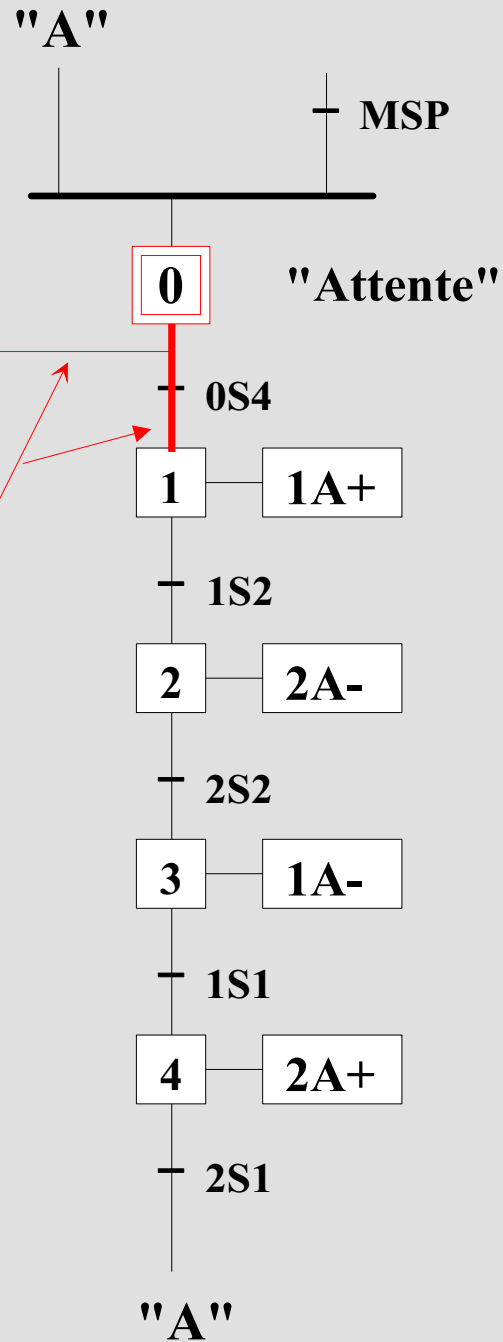 "A"
MSP
0 "Attente"
0S4
1 1A+
1S2
2 2A-
2S2
3 1A-
1S1
4 2A+
2S1
"A"